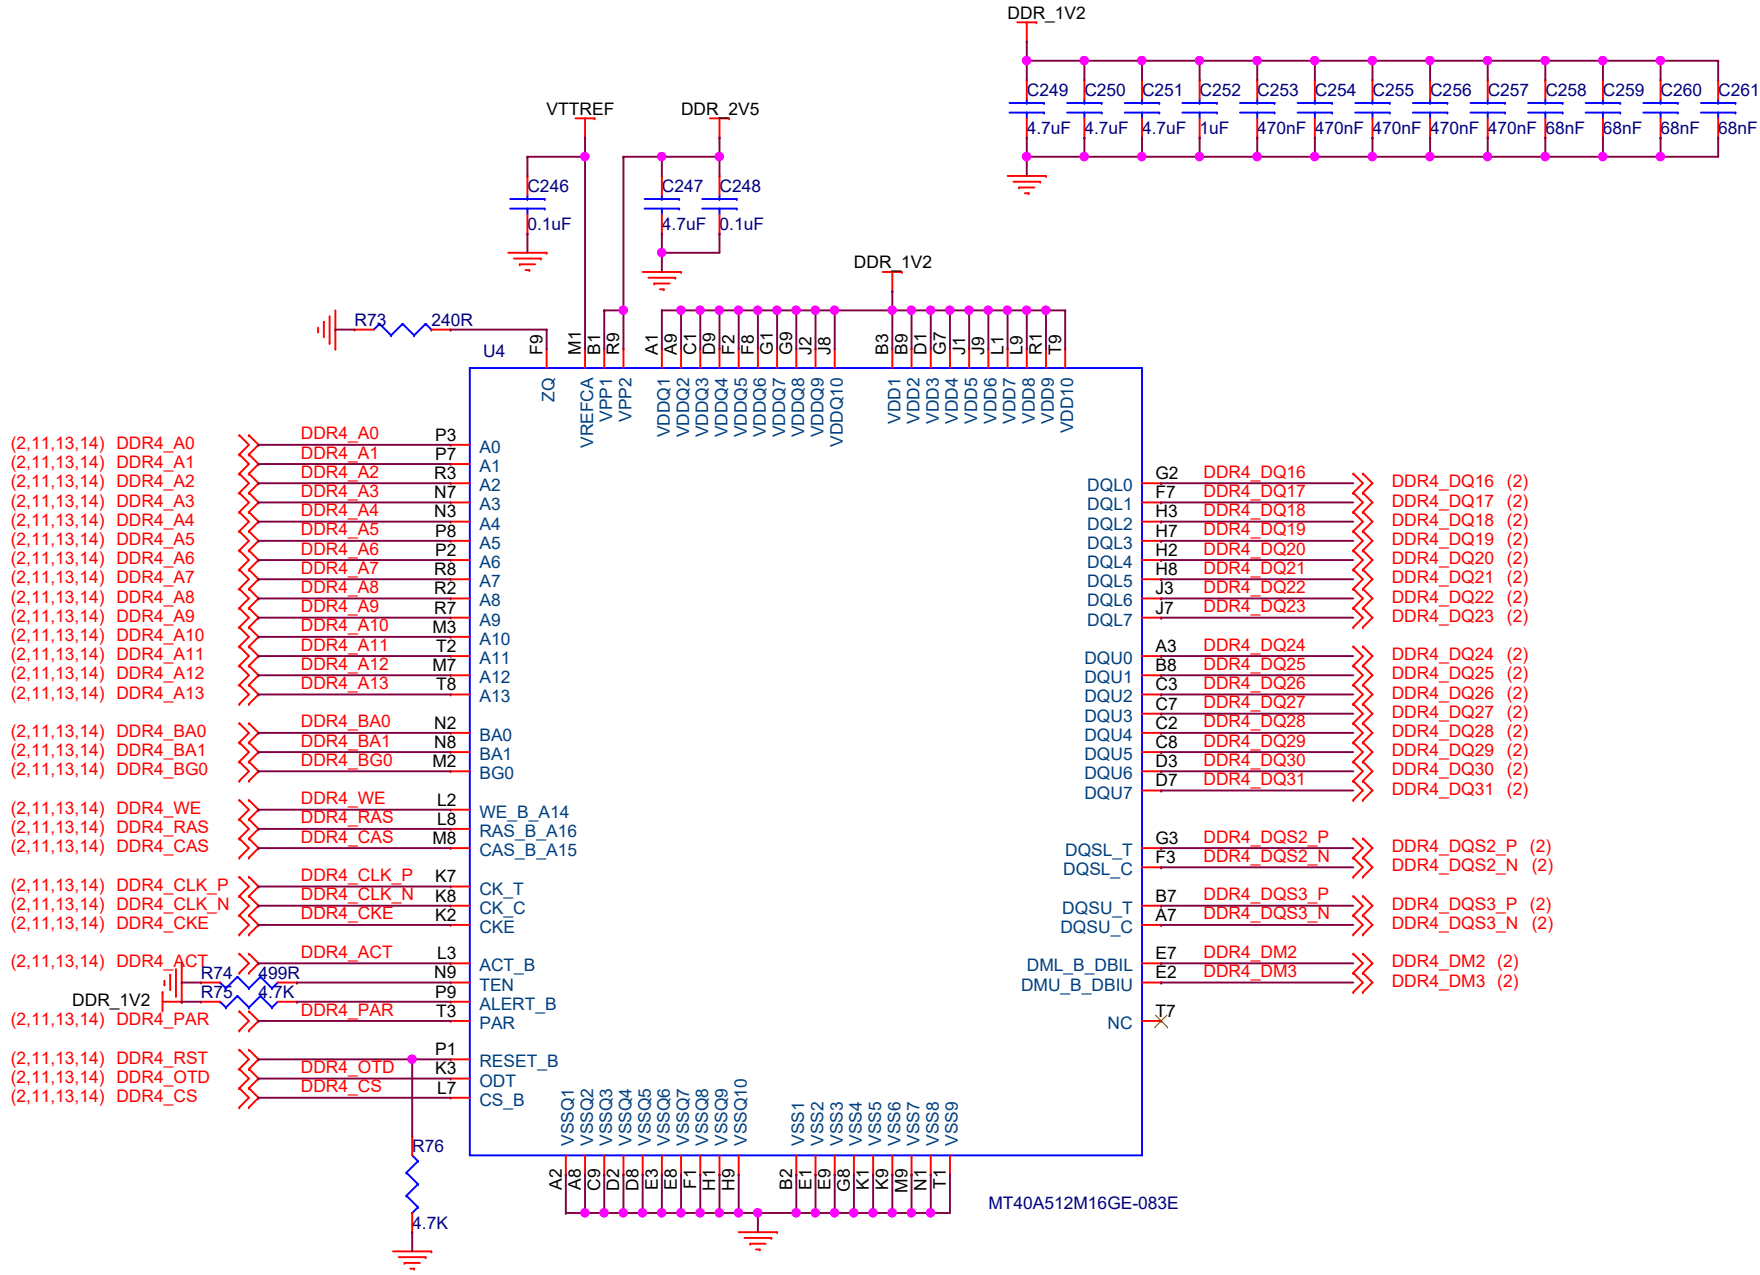 DDR_1V2
C249 C250 C251 C252 C253 C254 C255 C256 C257 C258 C259 C260 C261
4.7uF 4.7uF 4.7uF 1uF 470nF 470nF 470nF 470nF 470nF 68nF 68nF 68nF 68nF
VTTREF DDR_2V5
C246 C247 C248
0.1uF 4.7uF 0.1uF
DDR_1V2
R73 240R
U4
F9 M1 B1 R9 A1 A9 C1 D9 F2 F8 G1 G9 J2 J8 B3 B9 D1 G7 J1 J9 L1 L9 R1 T9
ZQ VREFCA VPP1 VPP2 VDDQ1 VDDQ2 VDDQ3 VDDQ4 VDDQ5 VDDQ6 VDDQ7 VDDQ8 VDDQ9 VDDQ10 VDD1 VDD2 VDD3 VDD4 VDD5 VDD6 VDD7 VDD8 VDD9 VDD10
(2,11,13,14) DDR4_A0 DDR4_A0 P3 A0
(2,11,13,14) DDR4_A1 DDR4_A1 P7 A1
(2,11,13,14) DDR4_A2 DDR4_A2 R3 A2
(2,11,13,14) DDR4_A3 DDR4_A3 N7 A3
(2,11,13,14) DDR4_A4 DDR4_A4 N3 A4
(2,11,13,14) DDR4_A5 DDR4_A5 P8 A5
(2,11,13,14) DDR4_A6 DDR4_A6 P2 A6
(2,11,13,14) DDR4_A7 DDR4_A7 R8 A7
(2,11,13,14) DDR4_A8 DDR4_A8 R2 A8
(2,11,13,14) DDR4_A9 DDR4_A9 R7 A9
(2,11,13,14) DDR4_A10 DDR4_A10 M3 A10
(2,11,13,14) DDR4_A11 DDR4_A11 T2 A11
(2,11,13,14) DDR4_A12 DDR4_A12 M7 A12
(2,11,13,14) DDR4_A13 DDR4_A13 T8 A13
(2,11,13,14) DDR4_BA0 DDR4_BA0 N2 BA0
(2,11,13,14) DDR4_BA1 DDR4_BA1 N8 BA1
(2,11,13,14) DDR4_BG0 DDR4_BG0 M2 BG0
(2,11,13,14) DDR4_WE DDR4_WE L2 WE_B_A14
(2,11,13,14) DDR4_RAS DDR4_RAS L8 RAS_B_A16
(2,11,13,14) DDR4_CAS DDR4_CAS M8 CAS_B_A15
(2,11,13,14) DDR4_CLK_P DDR4_CLK_P K7 CK_T
(2,11,13,14) DDR4_CLK_N DDR4_CLK_N K8 CK_C
(2,11,13,14) DDR4_CKE DDR4_CKE K2 CKE
(2,11,13,14) DDR4_ACT DDR4_ACT L3 ACT_B
R74 499R N9 TEN
DDR_1V2 R75 4.7K P9 ALERT_B
(2,11,13,14) DDR4_PAR DDR4_PAR T3 PAR
(2,11,13,14) DDR4_RST P1 RESET_B
(2,11,13,14) DDR4_OTD DDR4_OTD K3 ODT
(2,11,13,14) DDR4_CS DDR4_CS L7 CS_B
DQL0 G2 DDR4_DQ16 DDR4_DQ16 (2)
DQL1 F7 DDR4_DQ17 DDR4_DQ17 (2)
DQL2 H3 DDR4_DQ18 DDR4_DQ18 (2)
DQL3 H7 DDR4_DQ19 DDR4_DQ19 (2)
DQL4 H2 DDR4_DQ20 DDR4_DQ20 (2)
DQL5 H8 DDR4_DQ21 DDR4_DQ21 (2)
DQL6 J3 DDR4_DQ22 DDR4_DQ22 (2)
DQL7 J7 DDR4_DQ23 DDR4_DQ23 (2)
DQU0 A3 DDR4_DQ24 DDR4_DQ24 (2)
DQU1 B8 DDR4_DQ25 DDR4_DQ25 (2)
DQU2 C3 DDR4_DQ26 DDR4_DQ26 (2)
DQU3 C7 DDR4_DQ27 DDR4_DQ27 (2)
DQU4 C2 DDR4_DQ28 DDR4_DQ28 (2)
DQU5 C8 DDR4_DQ29 DDR4_DQ29 (2)
DQU6 D3 DDR4_DQ30 DDR4_DQ30 (2)
DQU7 D7 DDR4_DQ31 DDR4_DQ31 (2)
DQSL_T G3 DDR4_DQS2_P DDR4_DQS2_P (2)
DQSL_C F3 DDR4_DQS2_N DDR4_DQS2_N (2)
DQSU_T B7 DDR4_DQS3_P DDR4_DQS3_P (2)
DQSU_C A7 DDR4_DQS3_N DDR4_DQS3_N (2)
DML_B_DBIL E7 DDR4_DM2 DDR4_DM2 (2)
DMU_B_DBIU E2 DDR4_DM3 DDR4_DM3 (2)
NC T7
VSSQ1 VSSQ2 VSSQ3 VSSQ4 VSSQ5 VSSQ6 VSSQ7 VSSQ8 VSSQ9 VSSQ10 VSS1 VSS2 VSS3 VSS4 VSS5 VSS6 VSS7 VSS8 VSS9
A2 A8 C9 D2 D8 E3 E8 F1 H1 H9 B2 E1 E9 G8 K1 K9 M9 N1 T1
R76
4.7K
MT40A512M16GE-083E